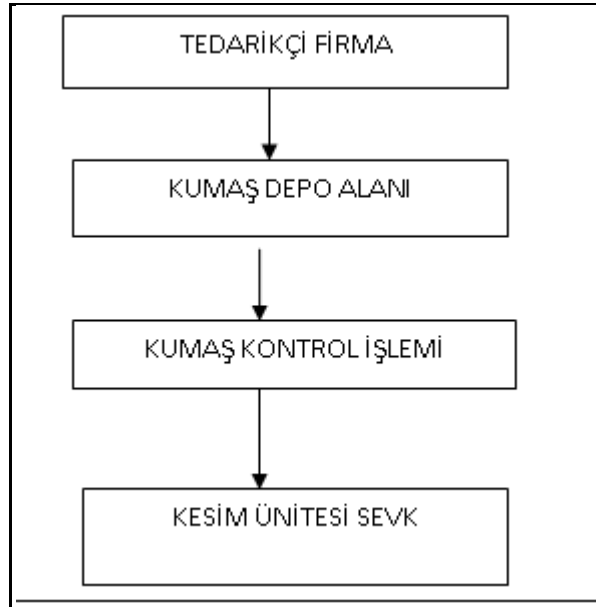 TEDARİKÇİ FİRMA
KUMAŞ DEPO ALANI
KUMAŞ KONTROL İŞLEMİ
KESİM ÜNİTESİ SEVK